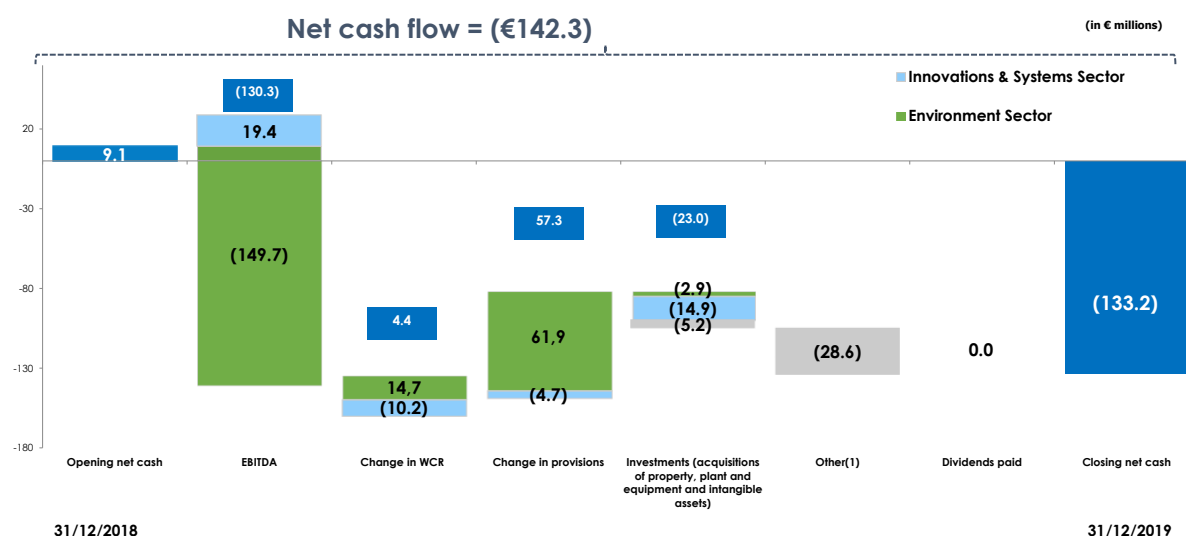 Net cash flow = (€142.3)
(in € millions)
Innovations & Systems Sector
Environment Sector
20
-30
-80
-130
-180
9.1
(130.3)
19.4
(149.7)
4.4
14,7
(10.2)
57.3
61,9
(4.7)
(23.0)
(2.9)
(14.9)
(5.2)
(28.6)
0.0
(133.2)
Opening net cash
EBITDA
Change in WCR
Change in provisions
Investments (acquisitions
of property, plant and
equipment and intangible
assets)
Other(1)
Dividends paid
Closing net cash
31/12/2018
31/12/2019